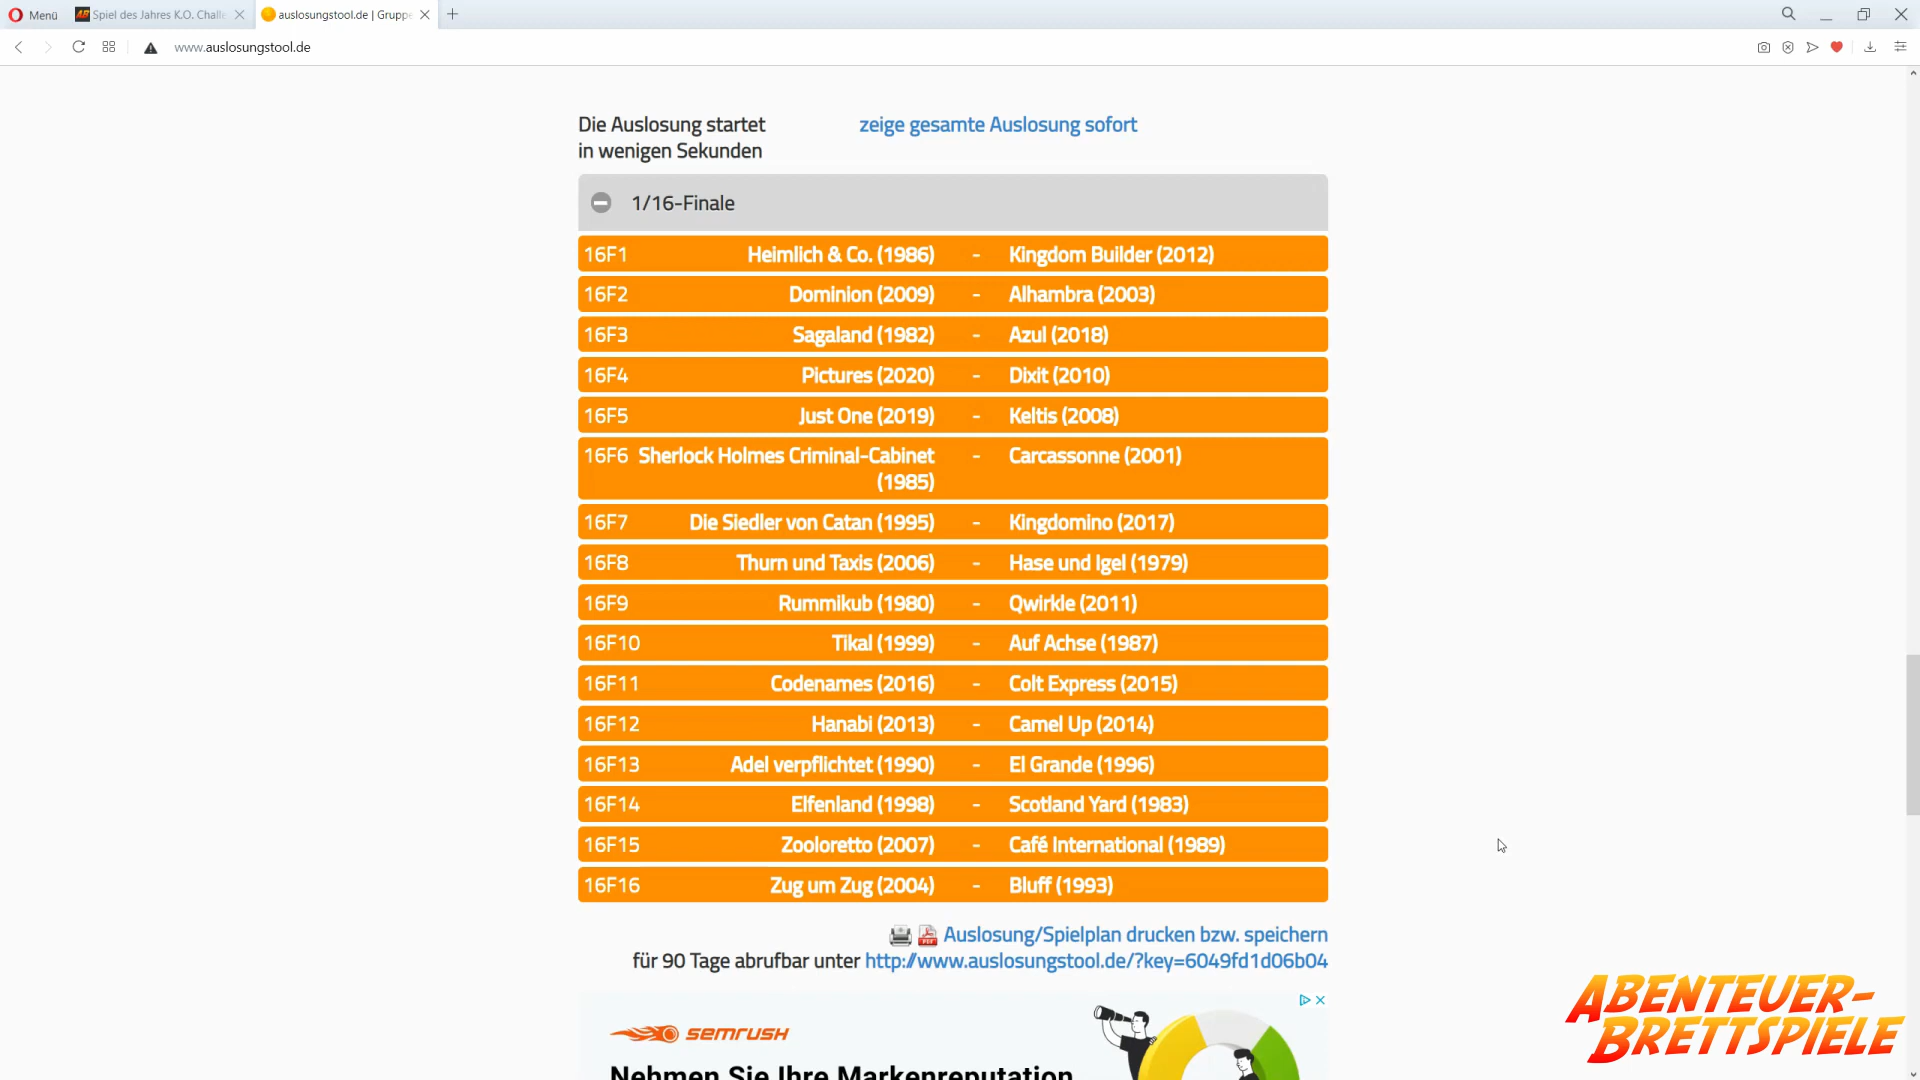 Menü
Spiel des Jahres K.O. Challe
auslosungstool.de | Gruppe
www.auslosungstool.de
Die Auslosung startet
in wenigen Sekunden
zeige gesamte Auslosung sofort
1/16-Finale
16F1 Heimlich & Co. (1986) - Kingdom Builder (2012)
16F2 Dominion (2009) - Alhambra (2003)
16F3 Sagaland (1982) - Azul (2018)
16F4 Pictures (2020) - Dixit (2010)
16F5 Just One (2019) - Keltis (2008)
16F6 Sherlock Holmes Criminal-Cabinet - Carcassonne (2001)
(1985)
16F7 Die Siedler von Catan (1995) - Kingdomino (2017)
16F8 Thurn und Taxis (2006) - Hase und Igel (1979)
16F9 Rummikub (1980) - Qwirkle (2011)
16F10 Tikal (1999) - Auf Achse (1987)
16F11 Codenames (2016) - Colt Express (2015)
16F12 Hanabi (2013) - Camel Up (2014)
16F13 Adel verpflichtet (1990) - El Grande (1996)
16F14 Elfenland (1998) - Scotland Yard (1983)
16F15 Zooloretto (2007) - Café International (1989)
16F16 Zug um Zug (2004) - Bluff (1993)
Auslosung/Spielplan drucken bzw. speichern
für 90 Tage abrufbar unter http://www.auslosungstool.de/?key=6049fd1d06b04
SEMRUSH
Nehmen Sie Ihre Markenreputation
ABENTEUER-
BRETTSPIELE